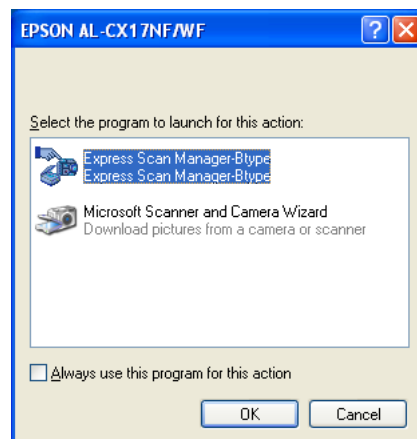 EPSON AL-CX17NF/WF
Select the program to launch for this action:
Express Scan Manager-Btype
Express Scan Manager-Btype
Microsoft Scanner and Camera Wizard
Download pictures from a camera or scanner
Always use this program for this action
OK Cancel